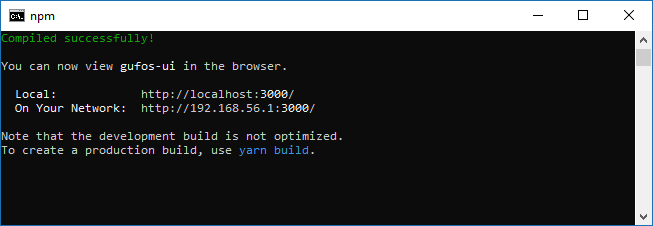 npm
Compiled successfully!
You can now view gufos-ui in the browser.
Local: http://localhost:3000/
On Your Network: http://192.168.56.1:3000/
Note that the development build is not optimized.
To create a production build, use yarn build.